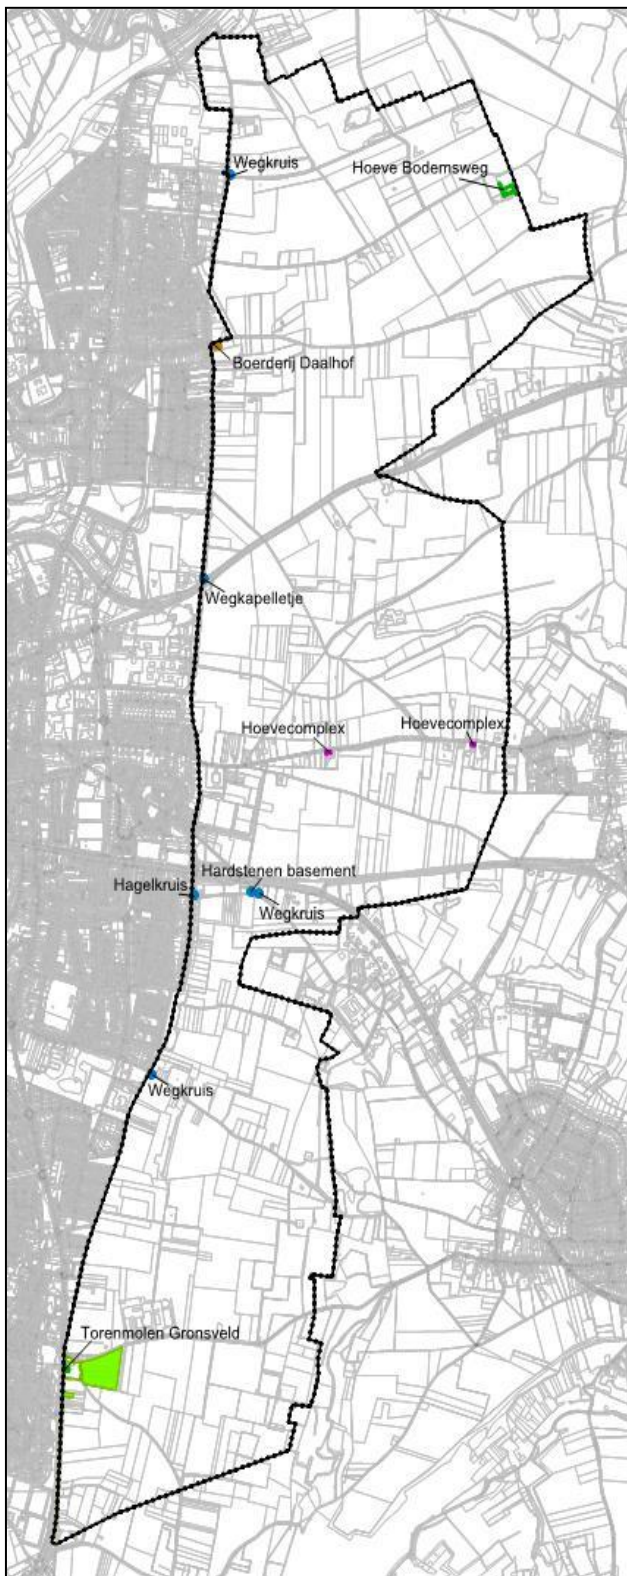 Wegkruis
Hoeve Bodemsweg
Boerderij Daalhof
Wegkapelletje
Hoevecomplex
Hoevecomplex
Hardstenen basement
Hagelkruis
Wegkruis
Wegkruis
Torenmolen Gronsveld